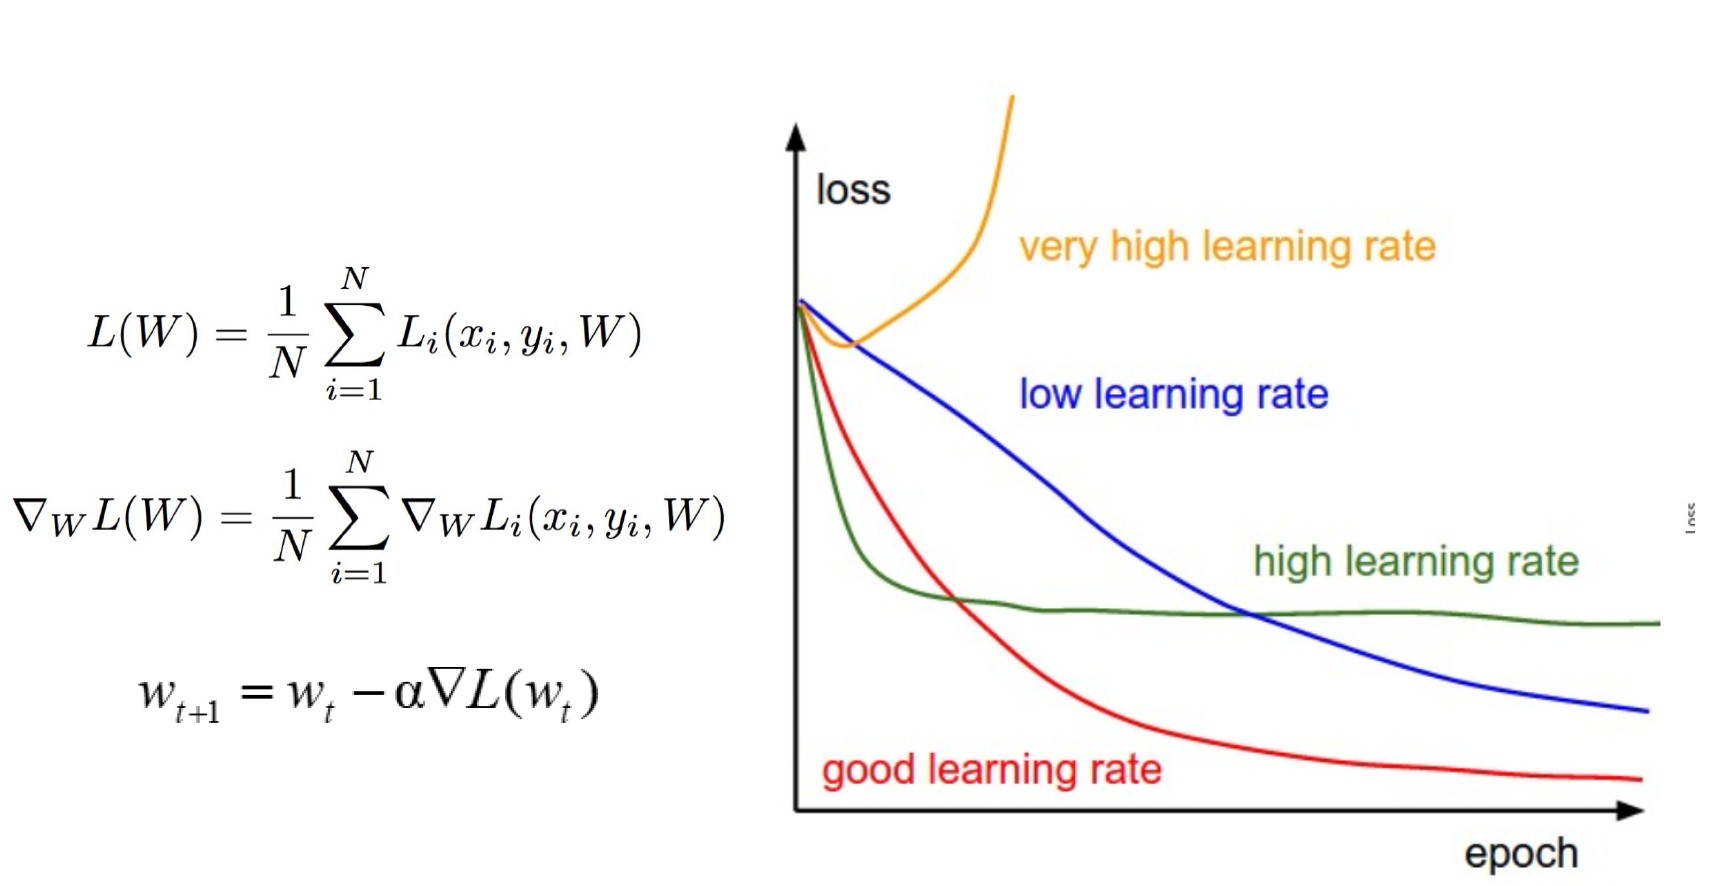 L(W) = \frac{1}{N} \sum_{i=1}^{N} L_i(x_i, y_i, W)
\nabla_W L(W) = \frac{1}{N} \sum_{i=1}^{N} \nabla_W L_i(x_i, y_i, W)
w_{t+1} = w_t - \alpha \nabla L(w_t)
loss
very high learning rate
low learning rate
high learning rate
good learning rate
epoch
Loss